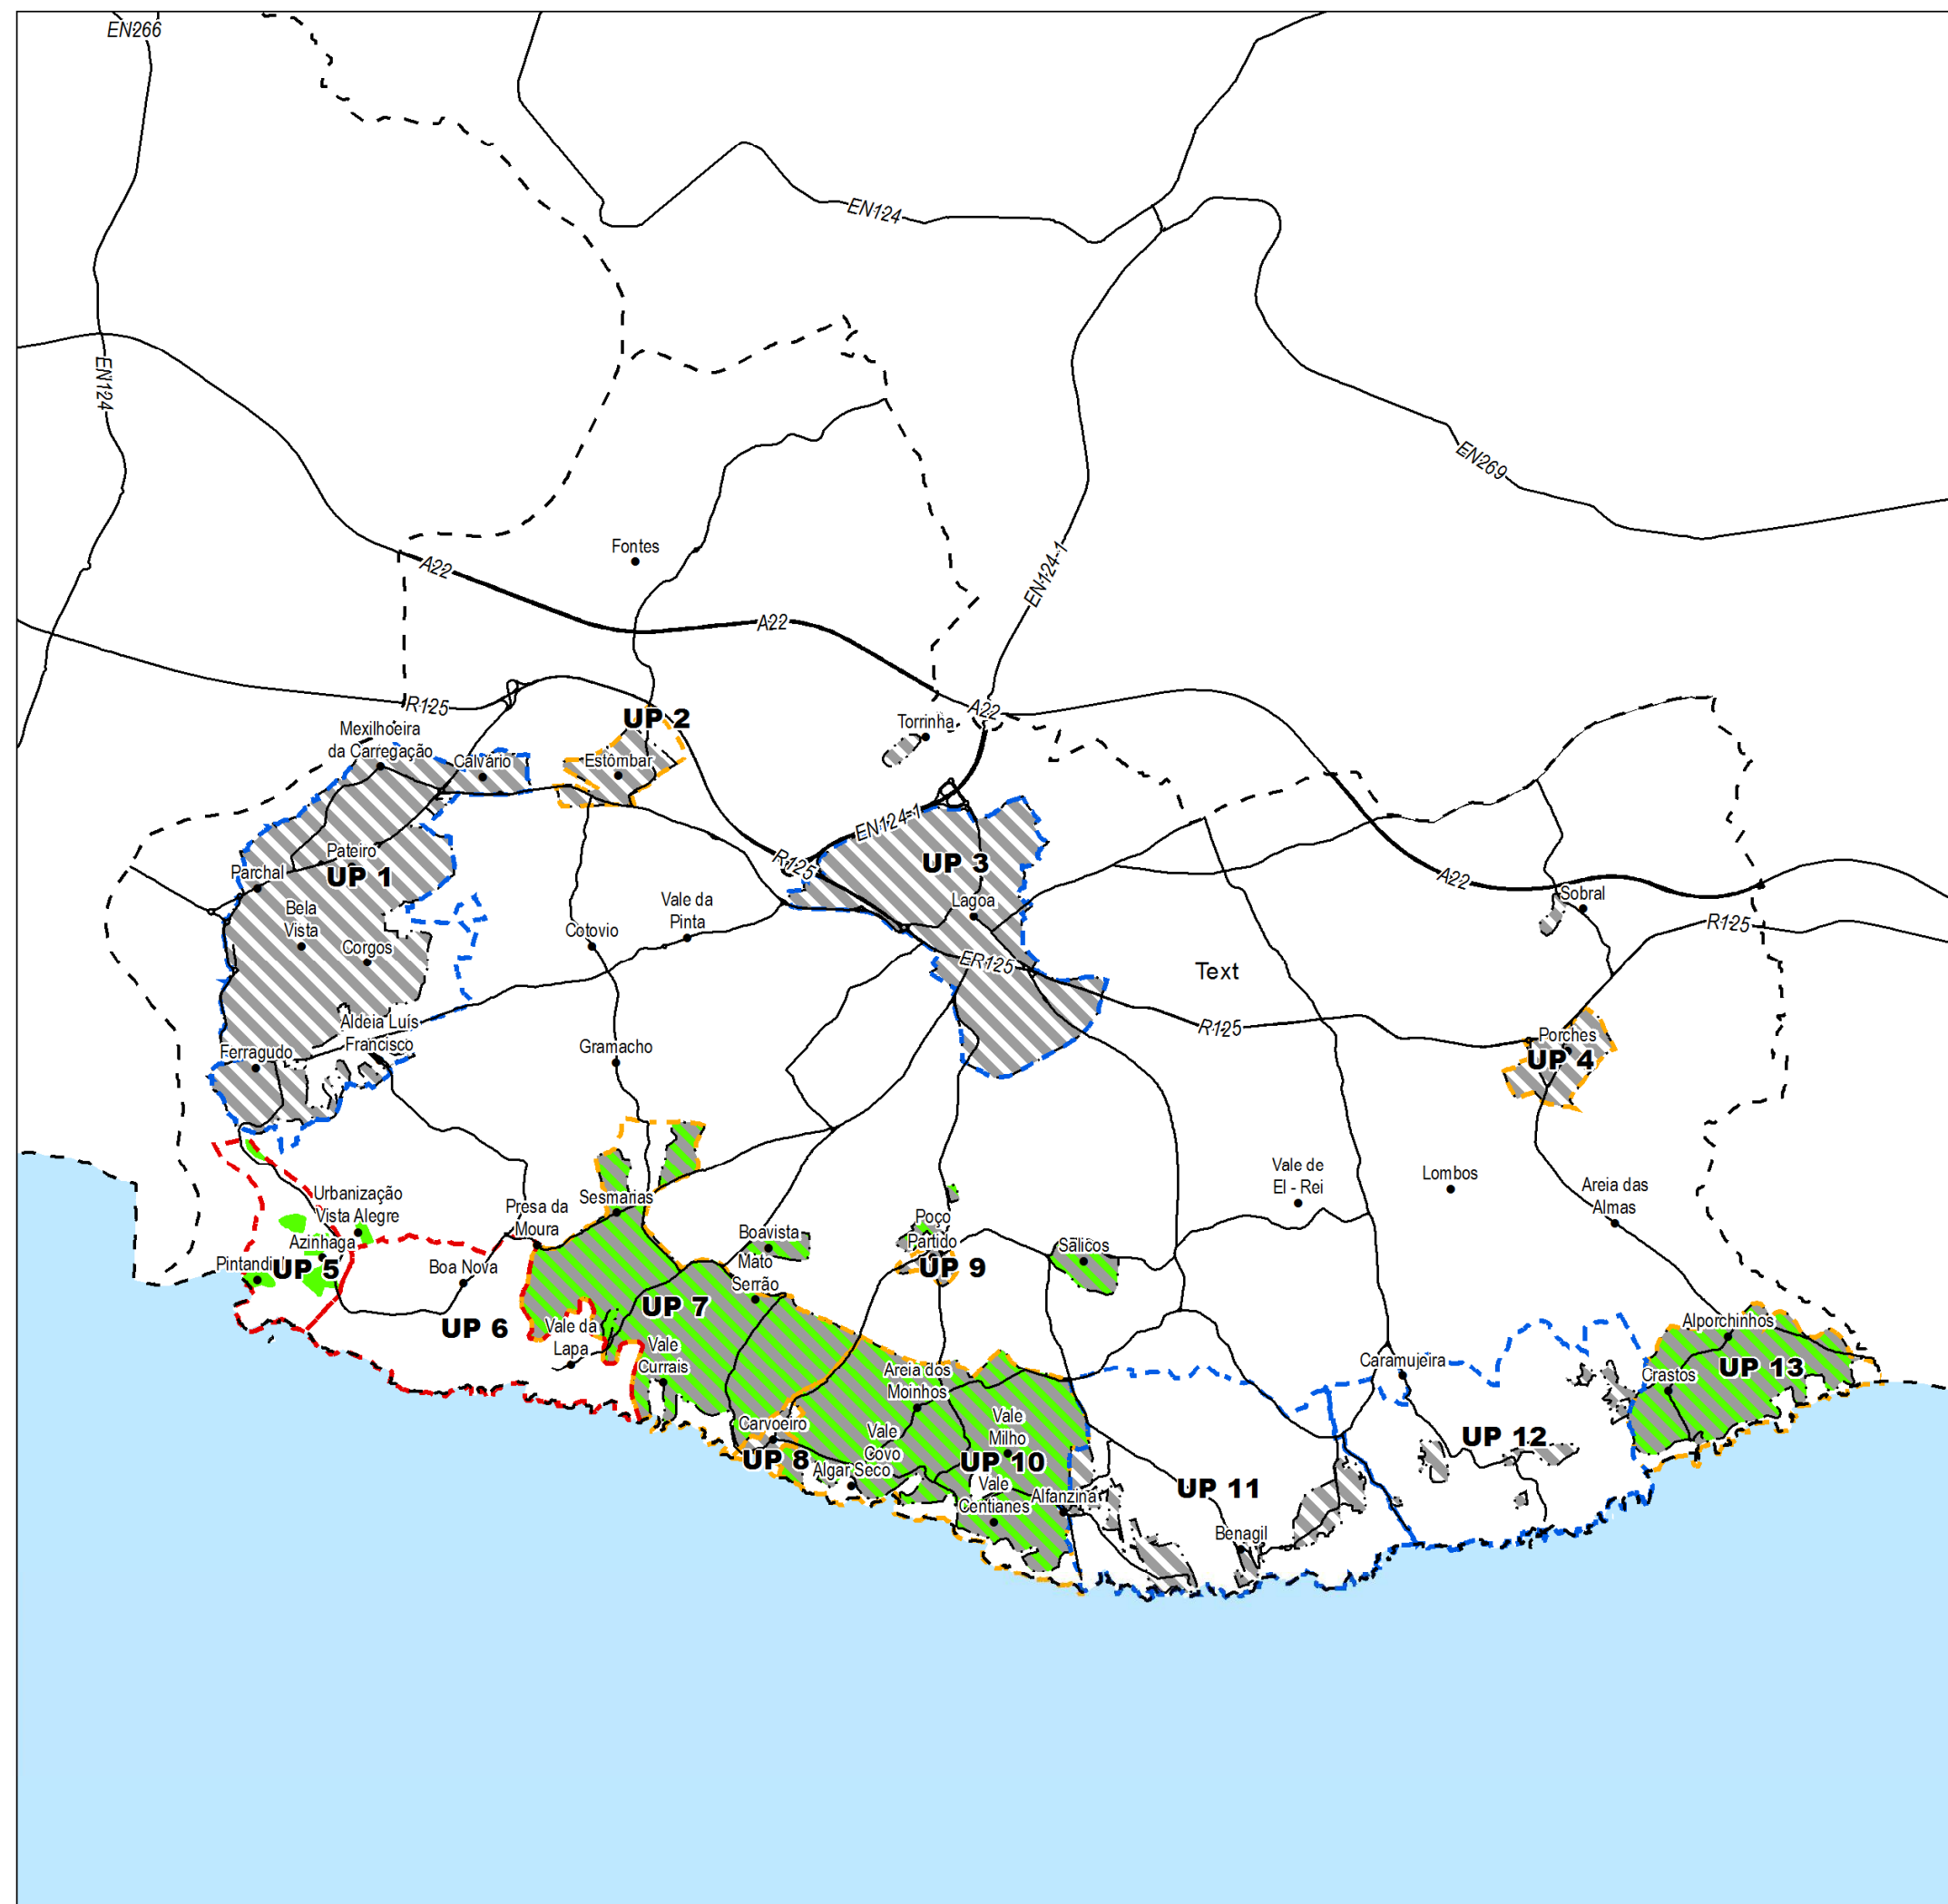 EN266
EN124
EN124
EN269
Fontes
A22
EN124-1
A22
R125
UP 2
A22
Torrinha
Mexilhoeira
da Carregação
Calvário
Estômbar
EN124-1
Pateiro
UP 1
Parchal
R125
UP 3
A22
Sobral
Bela
Vista
Vale da
Pinta
Lagoa
Cotovio
Corgos
R125
ER125
Text
Aldeia Luís
Francisco
R125
Porches
UP 4
Ferragudo
Gramacho
Vale de
El - Rei
Lombos
Areia das
Almas
Urbanização
Vista Alegre
Presa da
Moura
Sesmarias
Boavista
Poço
Partido
Sálicos
Azinhaga
UP 5
Boa Nova
Mato
Serrão
UP 9
UP 7
UP 6
Vale da
Lapa
Vale
Currais
Areia dos
Moinhos
Caramujeira
Alporchinhos
UP 13
Crastos
Carvoeiro
UP 8
Vale
Covo
Vale
Milho
UP 10
UP 12
Algar Seco
Vale
Centianes
Alfanzina
UP 11
Benagil